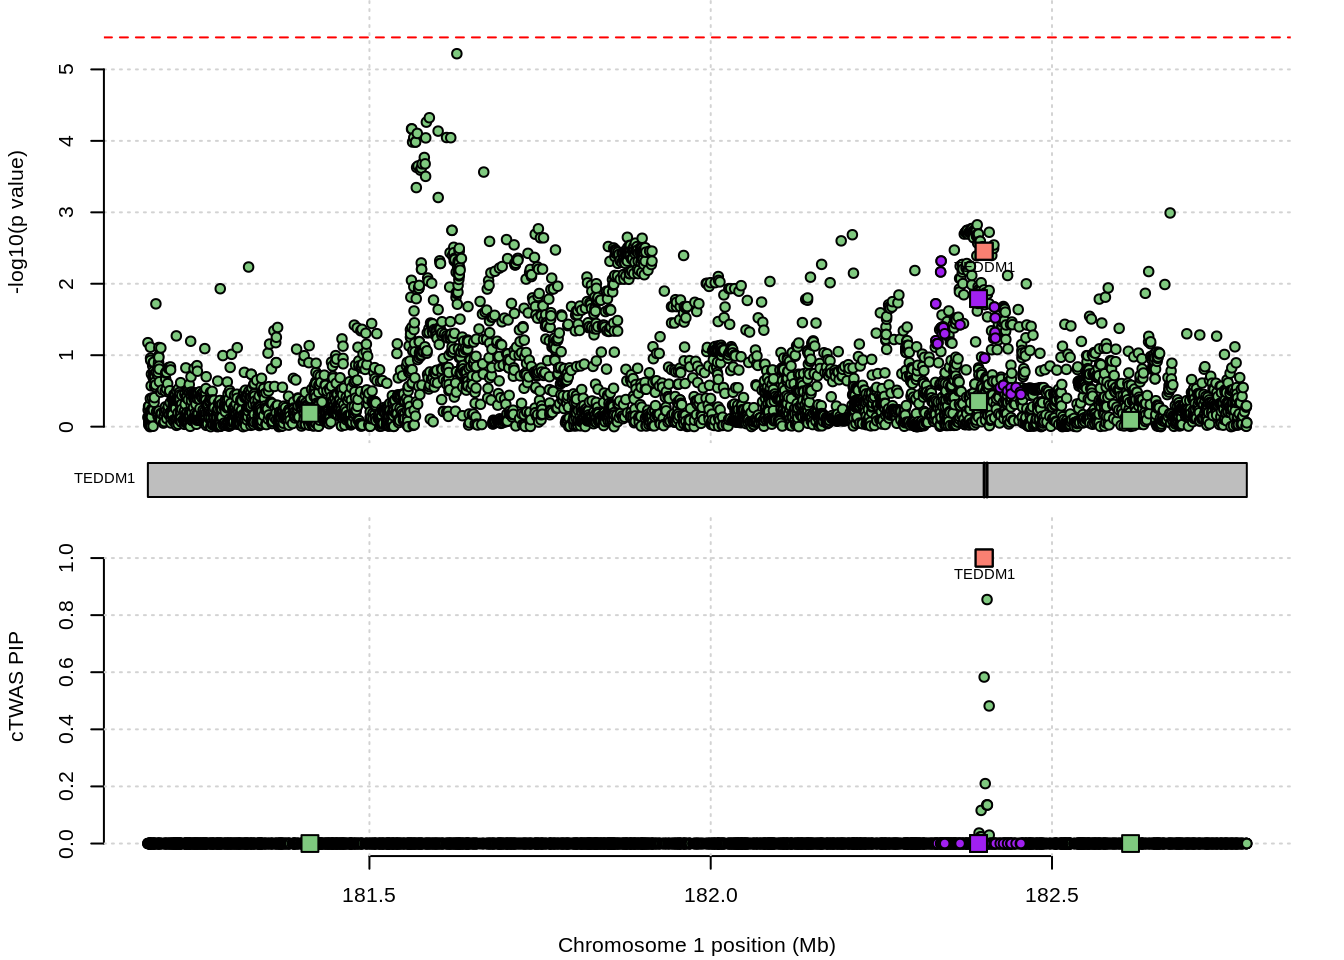 -log10(p value)
5
4
3
2
1
0
TEDDM1
TEDDM1
cTWAS PIP
1.0
0.8
0.6
0.4
0.2
0.0
TEDDM1
181.5
182.0
182.5
Chromosome 1 position (Mb)